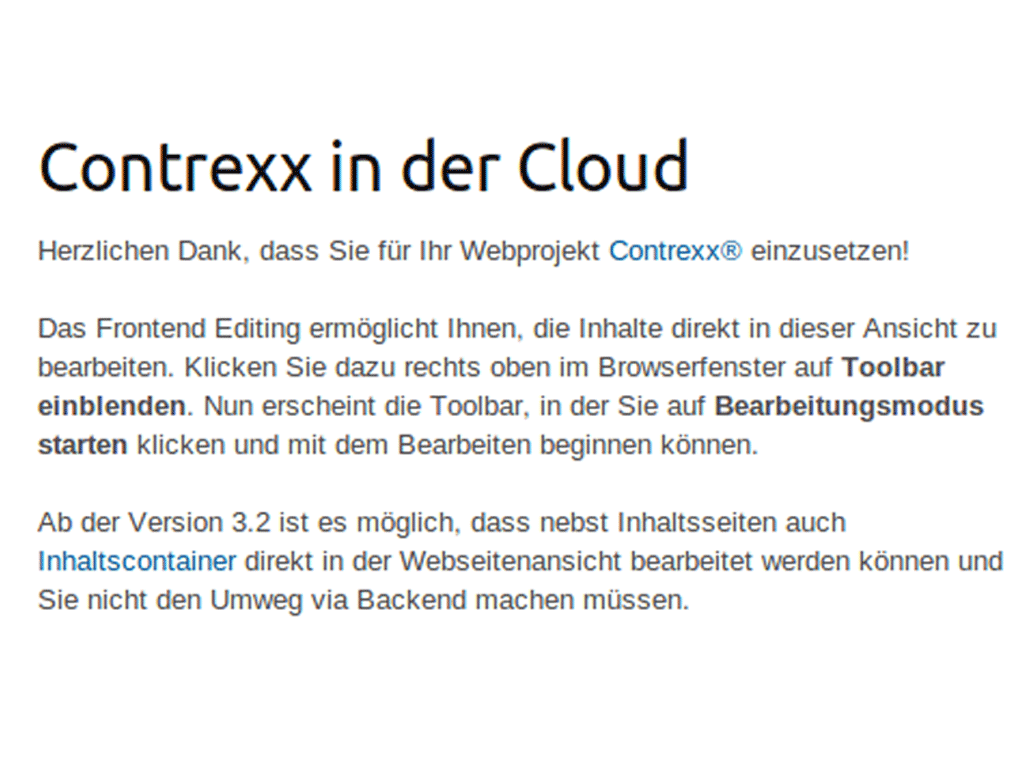 Contrexx in der Cloud
Herzlichen Dank, dass Sie für Ihr Webprojekt Contrexx® einzusetzen!
Das Frontend Editing ermöglicht Ihnen, die Inhalte direkt in dieser Ansicht zu
bearbeiten. Klicken Sie dazu rechts oben im Browserfenster auf Toolbar
einblenden. Nun erscheint die Toolbar, in der Sie auf Bearbeitungsmodus
starten klicken und mit dem Bearbeiten beginnen können.
Ab der Version 3.2 ist es möglich, dass nebst Inhaltsseiten auch
Inhaltscontainer direkt in der Webseitenansicht bearbeitet werden können und
Sie nicht den Umweg via Backend machen müssen.